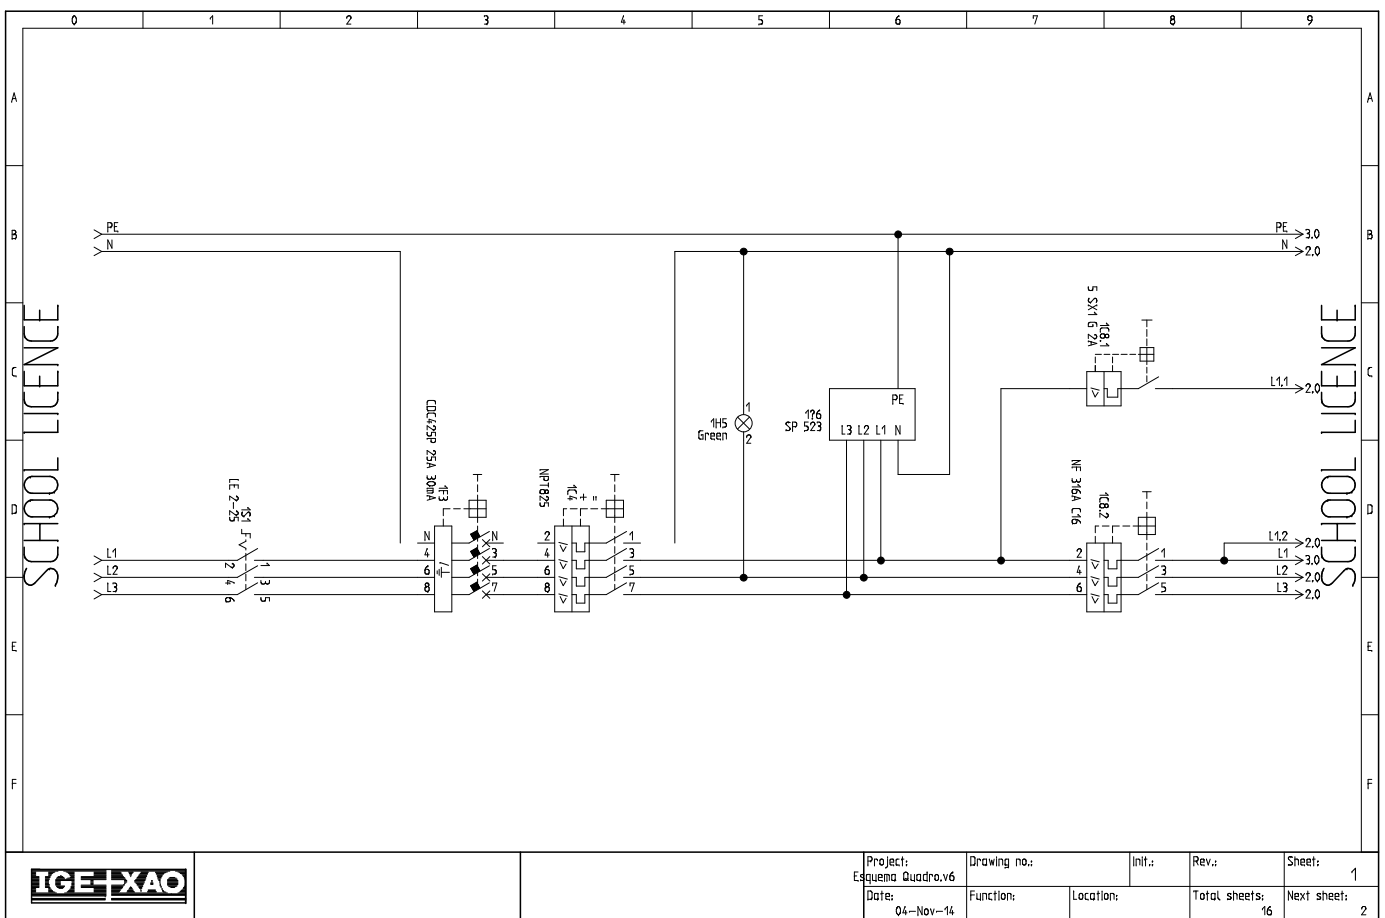 0 1 2 3 4 5 6 7 8 9
A A
B B
C C
D D
E E
F F
SCHOOL LICENCE
SCHOOL LICENCE
PE
N
PE 3.0
N 2.0
5 SX1 G 2A
1C8.1
L1.1 2.0
CDC425P 25A 30mA
1F3
1H5
Green
1
2
1?6
SP 523
PE
L3 L2 L1 N
LE 2-25
1S1
NPT825
1C4
+ "
NF 316A C16
1C8.2
L1
L2
L3
2 1
4 3
6 5
N N
4 3
6 5
8 7
2 1
4 3
6 5
8 7
2 1
4 3
6 5
L1.2 2.0
L1 3.0
L2 2.0
L3 2.0
IGE+XAO
Project:
Esquema Quadro.v6
Drawing no.:
Init.:
Rev.:
Sheet:
1
Date:
04-Nov-14
Function:
Location:
Total sheets:
16
Next sheet:
2